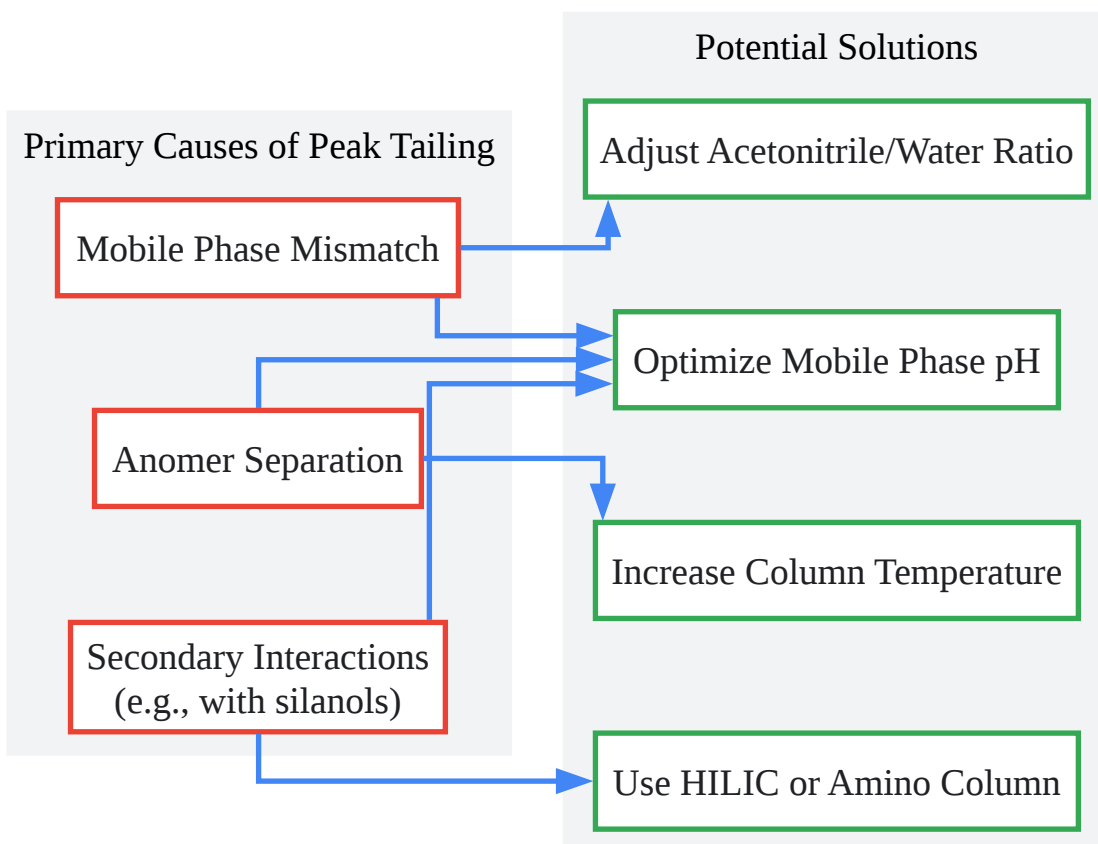 Primary Causes of Peak Tailing
Mobile Phase Mismatch
Anomer Separation
Secondary Interactions
(e.g., with silanols)
Potential Solutions
Adjust Acetonitrile/Water Ratio
Optimize Mobile Phase pH
Increase Column Temperature
Use HILIC or Amino Column